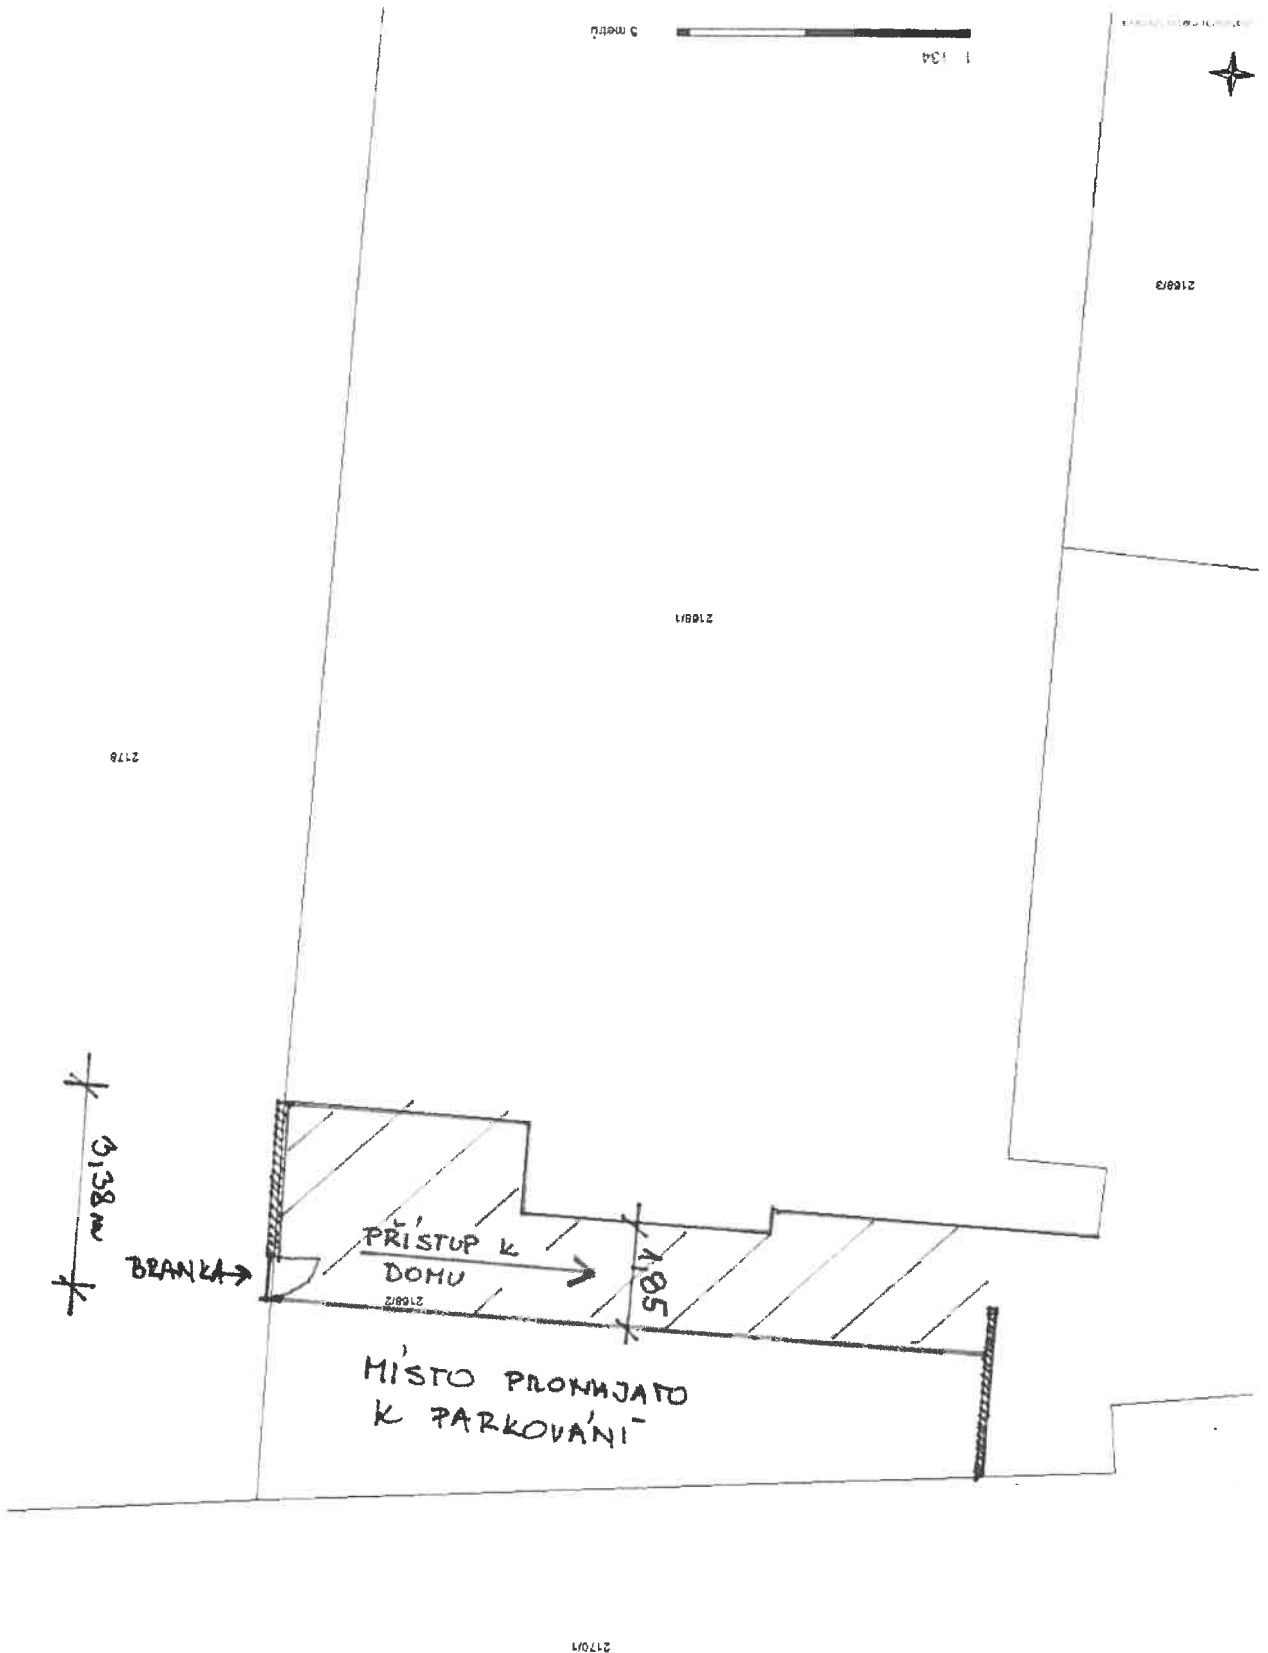 5 metrů
1 : 134
2168/3
2168/1
2178
3,38 m
BRANKA
PŘÍSTUP K
DOMU
1,85
2168/2
MÍSTO PRONAJATO
K PARKOVÁNÍ
2170/1